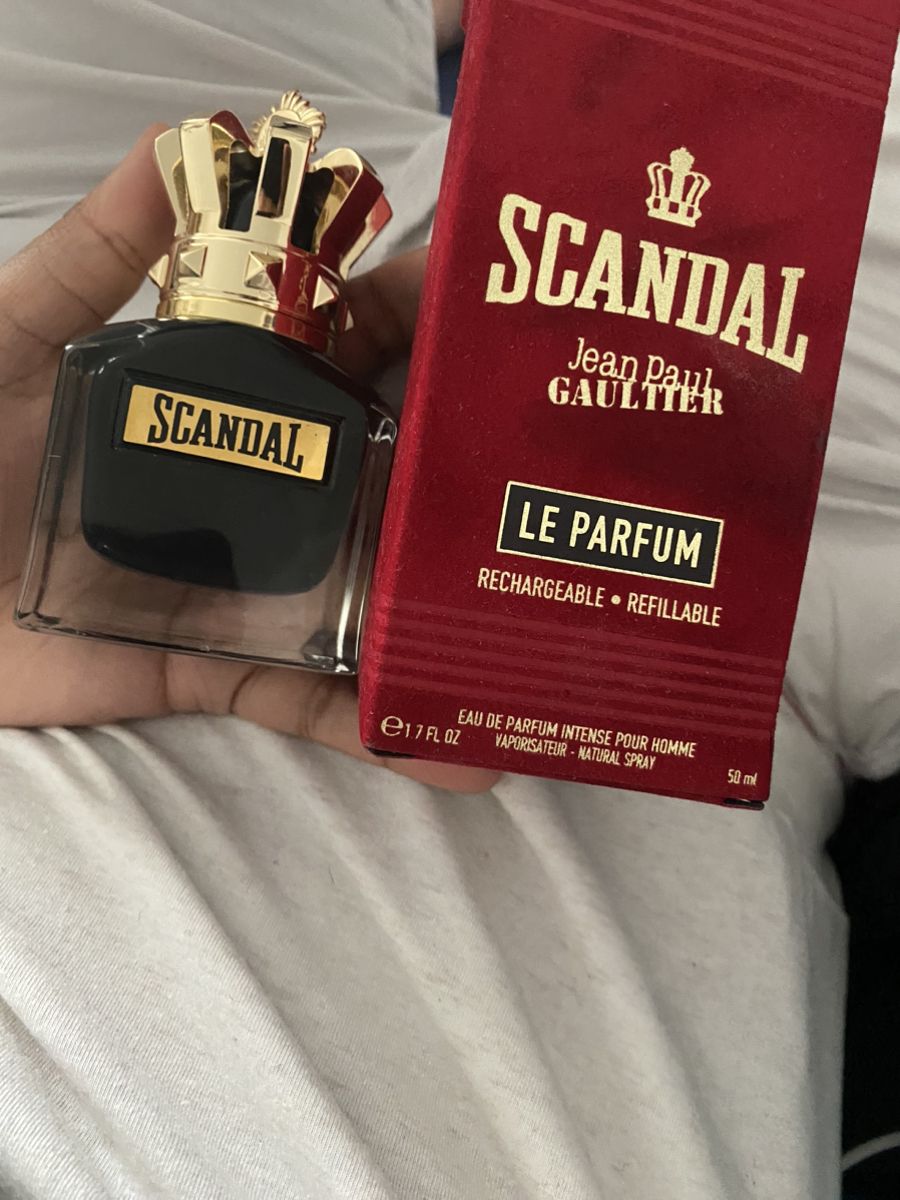 SCANDAL
SCANDAL
Jean Paul
GAULTIER
LE PARFUM
RECHARGEABLE • REFILLABLE
EAU DE PARFUM INTENSE POUR HOMME
VAPORISATEUR - NATURAL SPRAY
℮ 1.7 FL OZ
50 ml